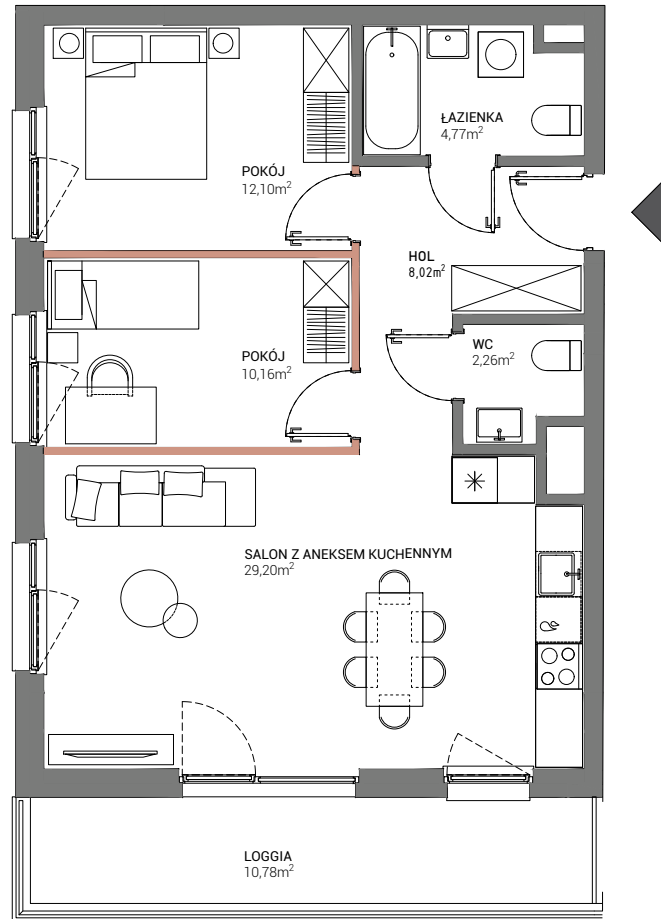 ŁAZIENKA
4,77m²
POKÓJ
12,10m²
HOL
8,02m²
POKÓJ
10,16m²
WC
2,26m²
SALON Z ANEKSEM KUCHENNYM
29,20m²
LOGGIA
10,78m²